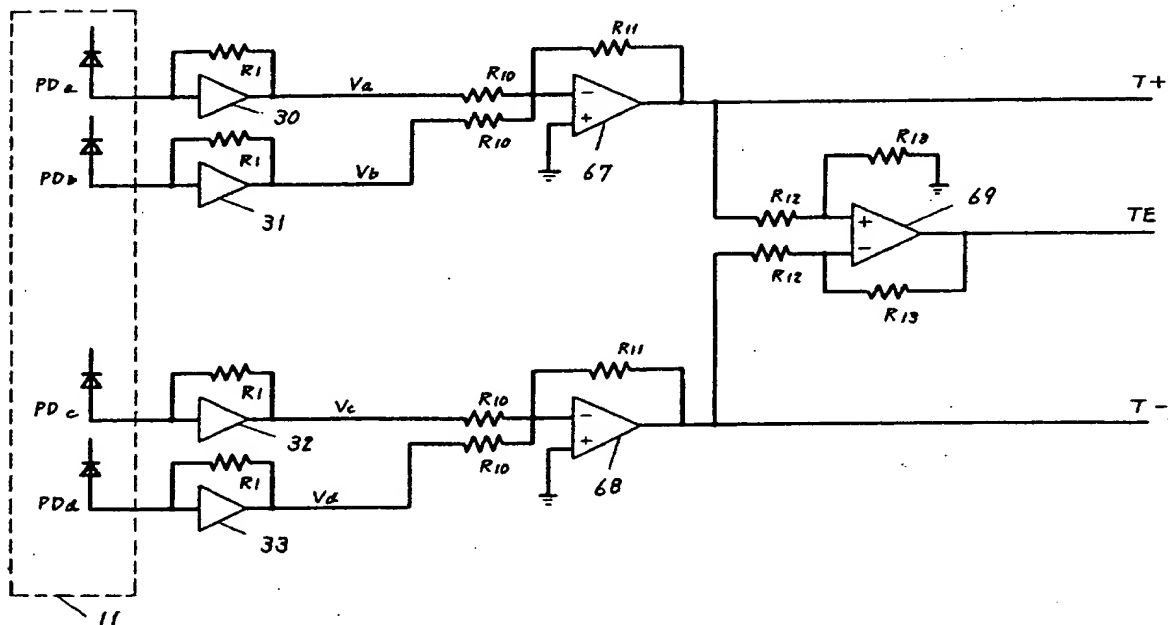 R11
R1
R10
PDa
Va
T+
30
R10
67
R1
R13
PDb
Vb
R12
69
31
TE
R12
R13
R11
R1
R10
PDc
Vc
T-
32
R10
68
R1
PDd
Vd
33
11